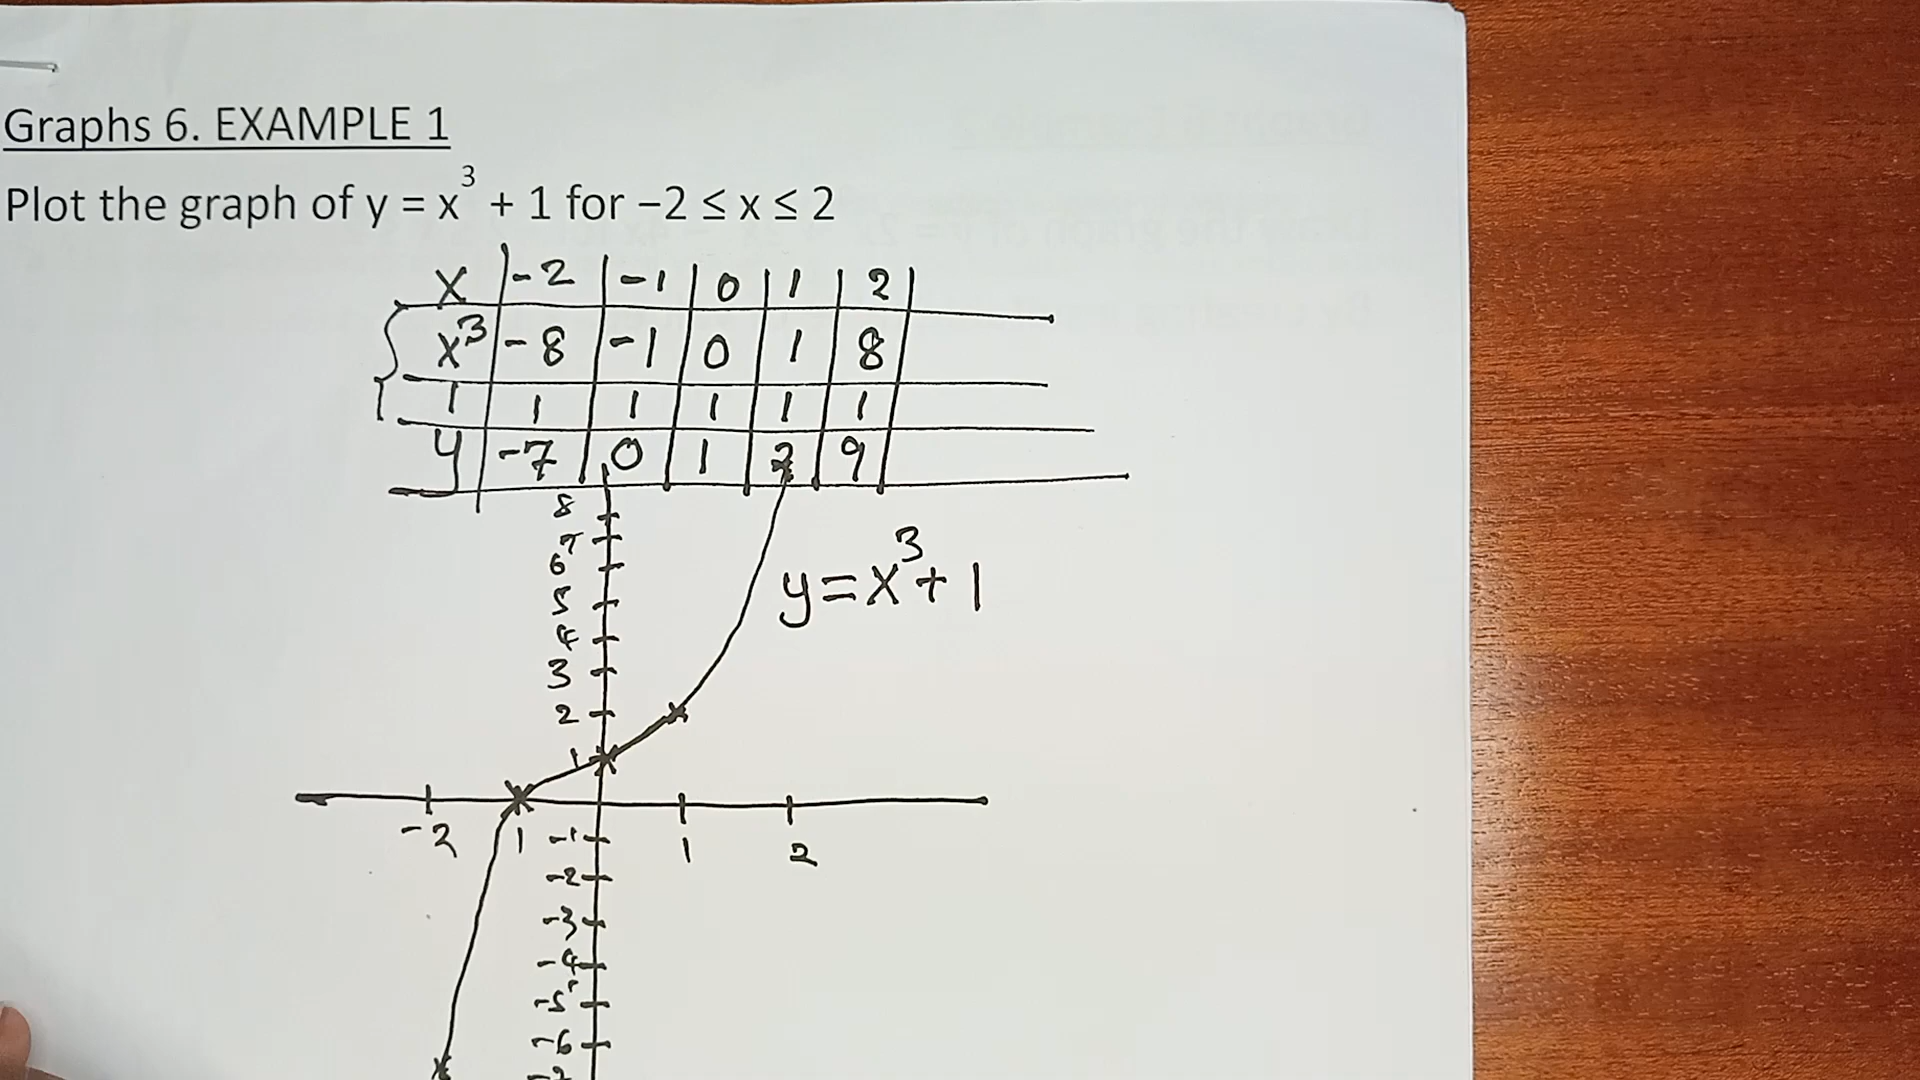 Graphs 6. EXAMPLE 1
Plot the graph of y = x³ + 1 for −2 ≤ x ≤ 2
x -2 -1 0 1 2
x³ -8 -1 0 1 8
1 1 1 1 1 1
y -7 0 1 2 9
8
7
6
y = x³ + 1
5
4
3
2
1
-2 1 -1 1 2
-2
-3
-4
-5
-6
-7